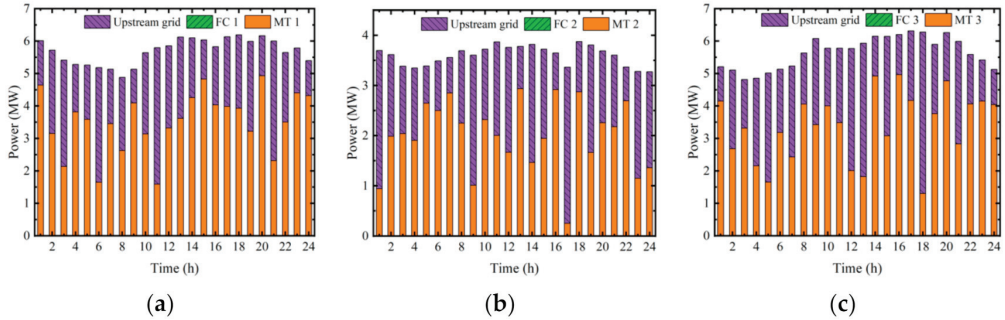 Upstream grid FC 1 MT 1
Power (MW)
7
6
5
4
3
2
1
0
2 4 6 8 10 12 14 16 18 20 22 24
Time (h)
(a)
Upstream grid FC 2 MT 2
Power (MW)
4
3
2
1
0
2 4 6 8 10 12 14 16 18 20 22 24
Time (h)
(b)
Upstream grid FC 3 MT 3
Power (MW)
7
6
5
4
3
2
1
0
2 4 6 8 10 12 14 16 18 20 22 24
Time (h)
(c)